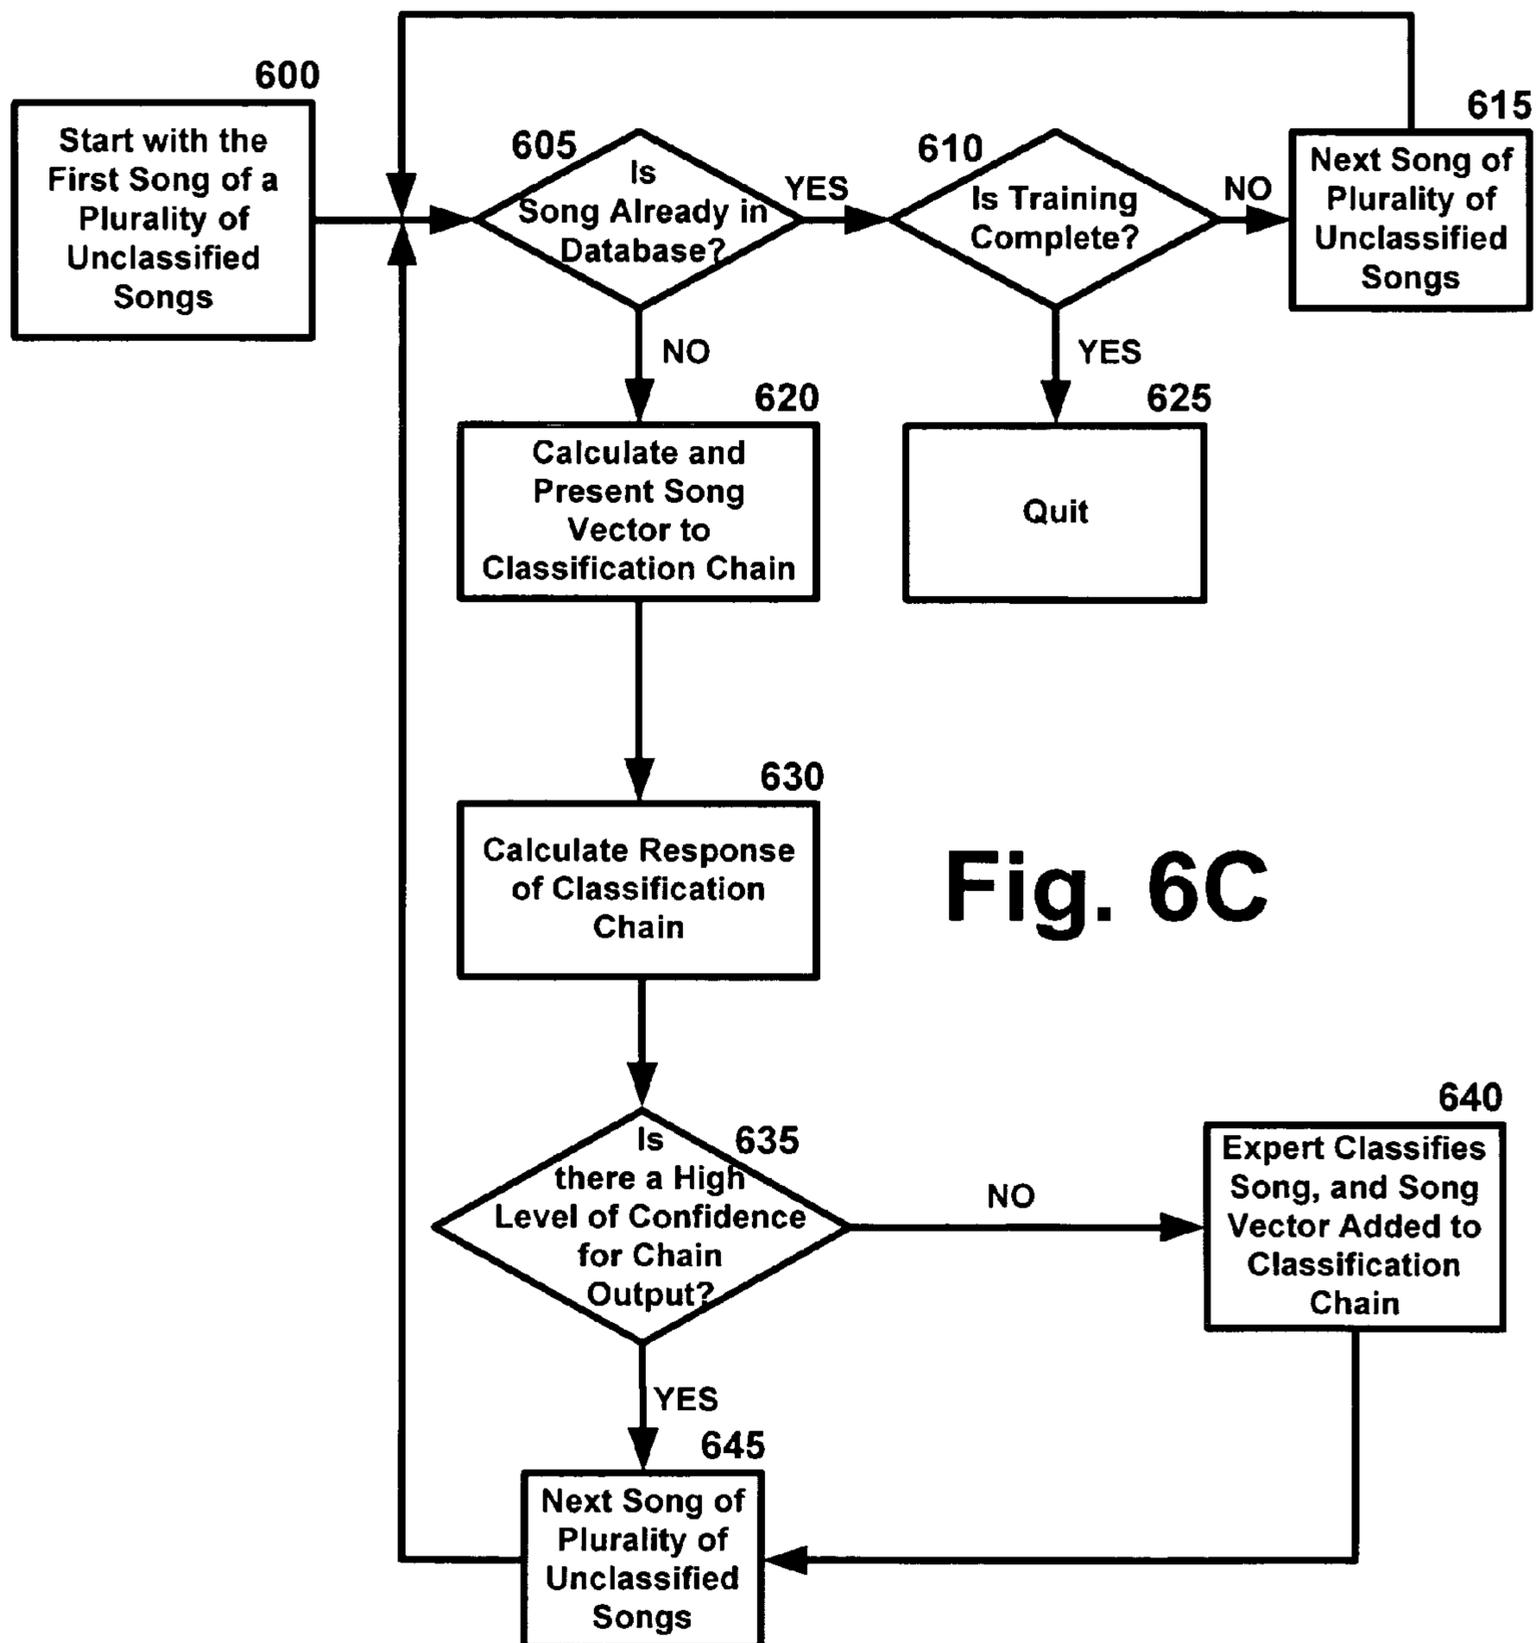 600
Start with the
First Song of a
Plurality of
Unclassified
Songs
605
Is
Song Already in
Database?
YES
610
Is Training
Complete?
NO
615
Next Song of
Plurality of
Unclassified
Songs
NO
YES
620
Calculate and
Present Song
Vector to
Classification Chain
625
Quit
630
Calculate Response
of Classification
Chain
Fig. 6C
635
Is
there a High
Level of Confidence
for Chain
Output?
NO
640
Expert Classifies
Song, and Song
Vector Added to
Classification
Chain
YES
645
Next Song of
Plurality of
Unclassified
Songs